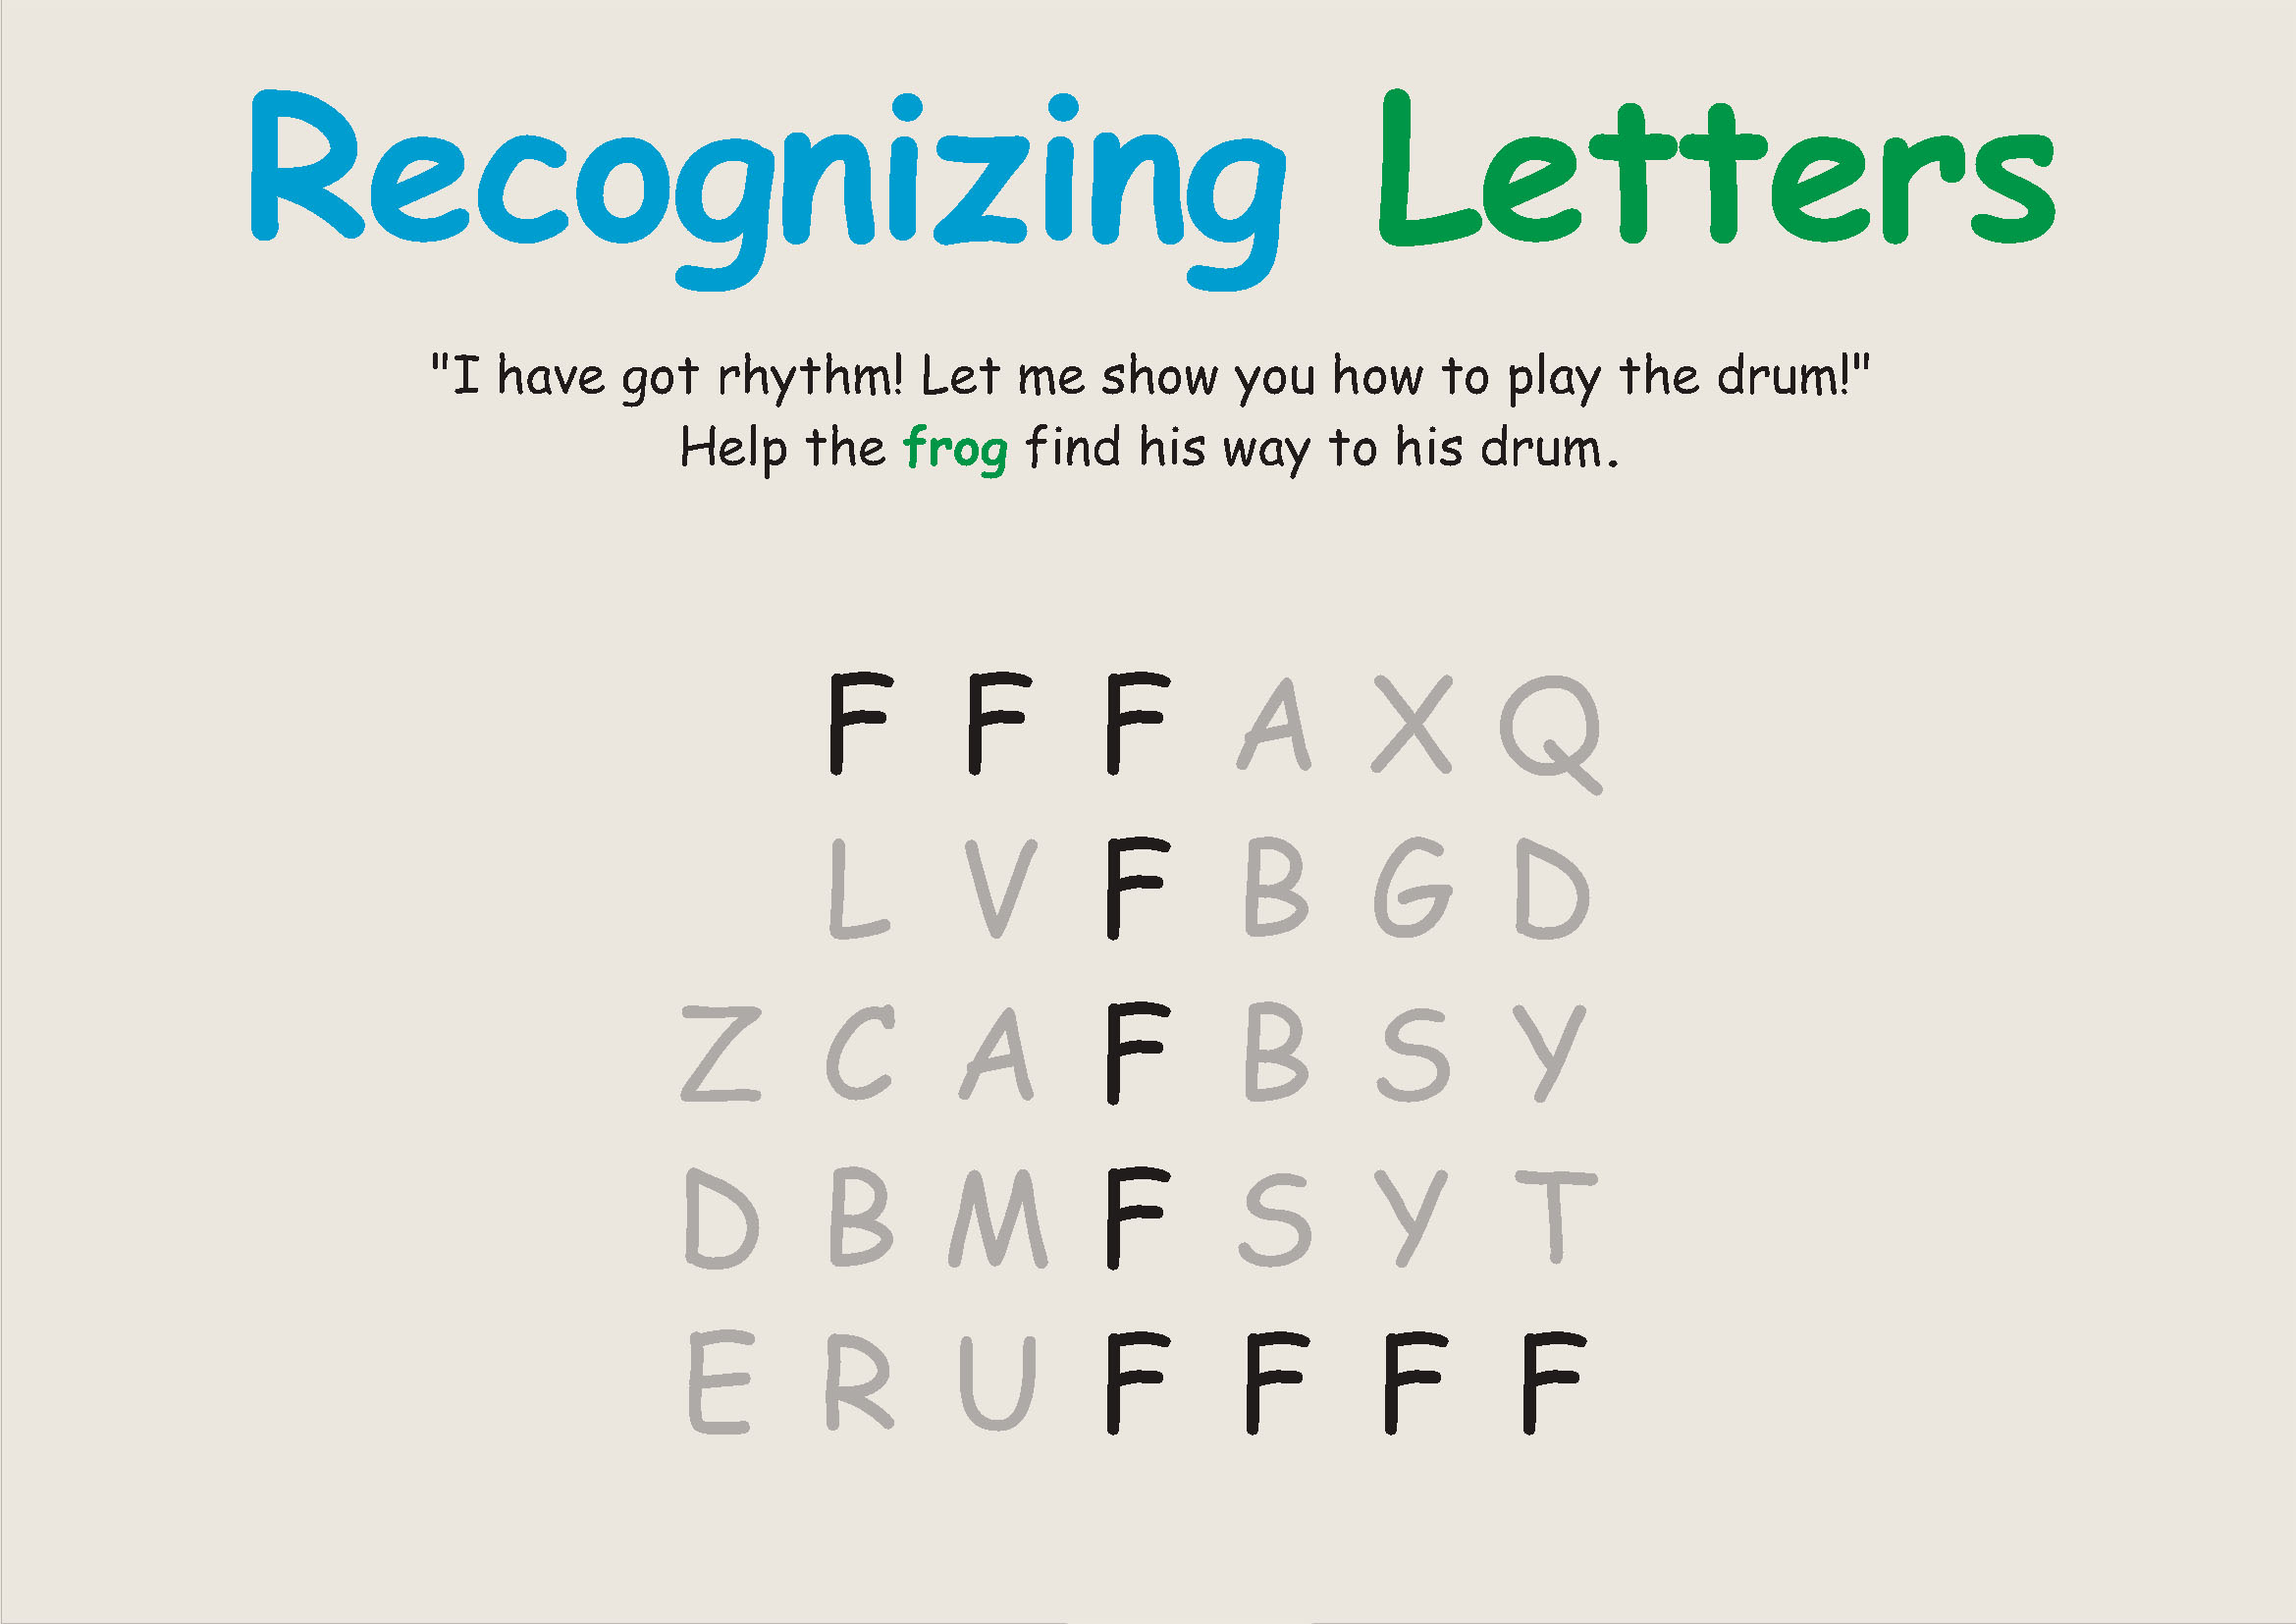 Recognizing Letters
"I have got rhythm! Let me show you how to play the drum!"
Help the frog find his way to his drum.
F F F A X Q
L V F B G D
Z C A F B S Y
D B M F S Y T
E R U F F F F